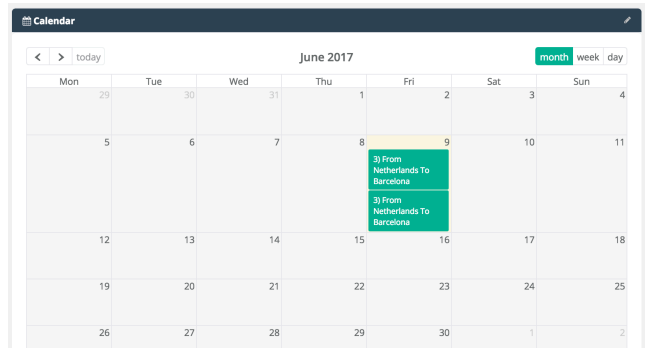 Calendar
today
June 2017
month week day
Mon Tue Wed Thu Fri Sat Sun
29 30 31 1 2 3 4
5 6 7 8 9 10 11
3) From
Netherlands To
Barcelona
3) From
Netherlands To
Barcelona
12 13 14 15 16 17 18
19 20 21 22 23 24 25
26 27 28 29 30 1 2